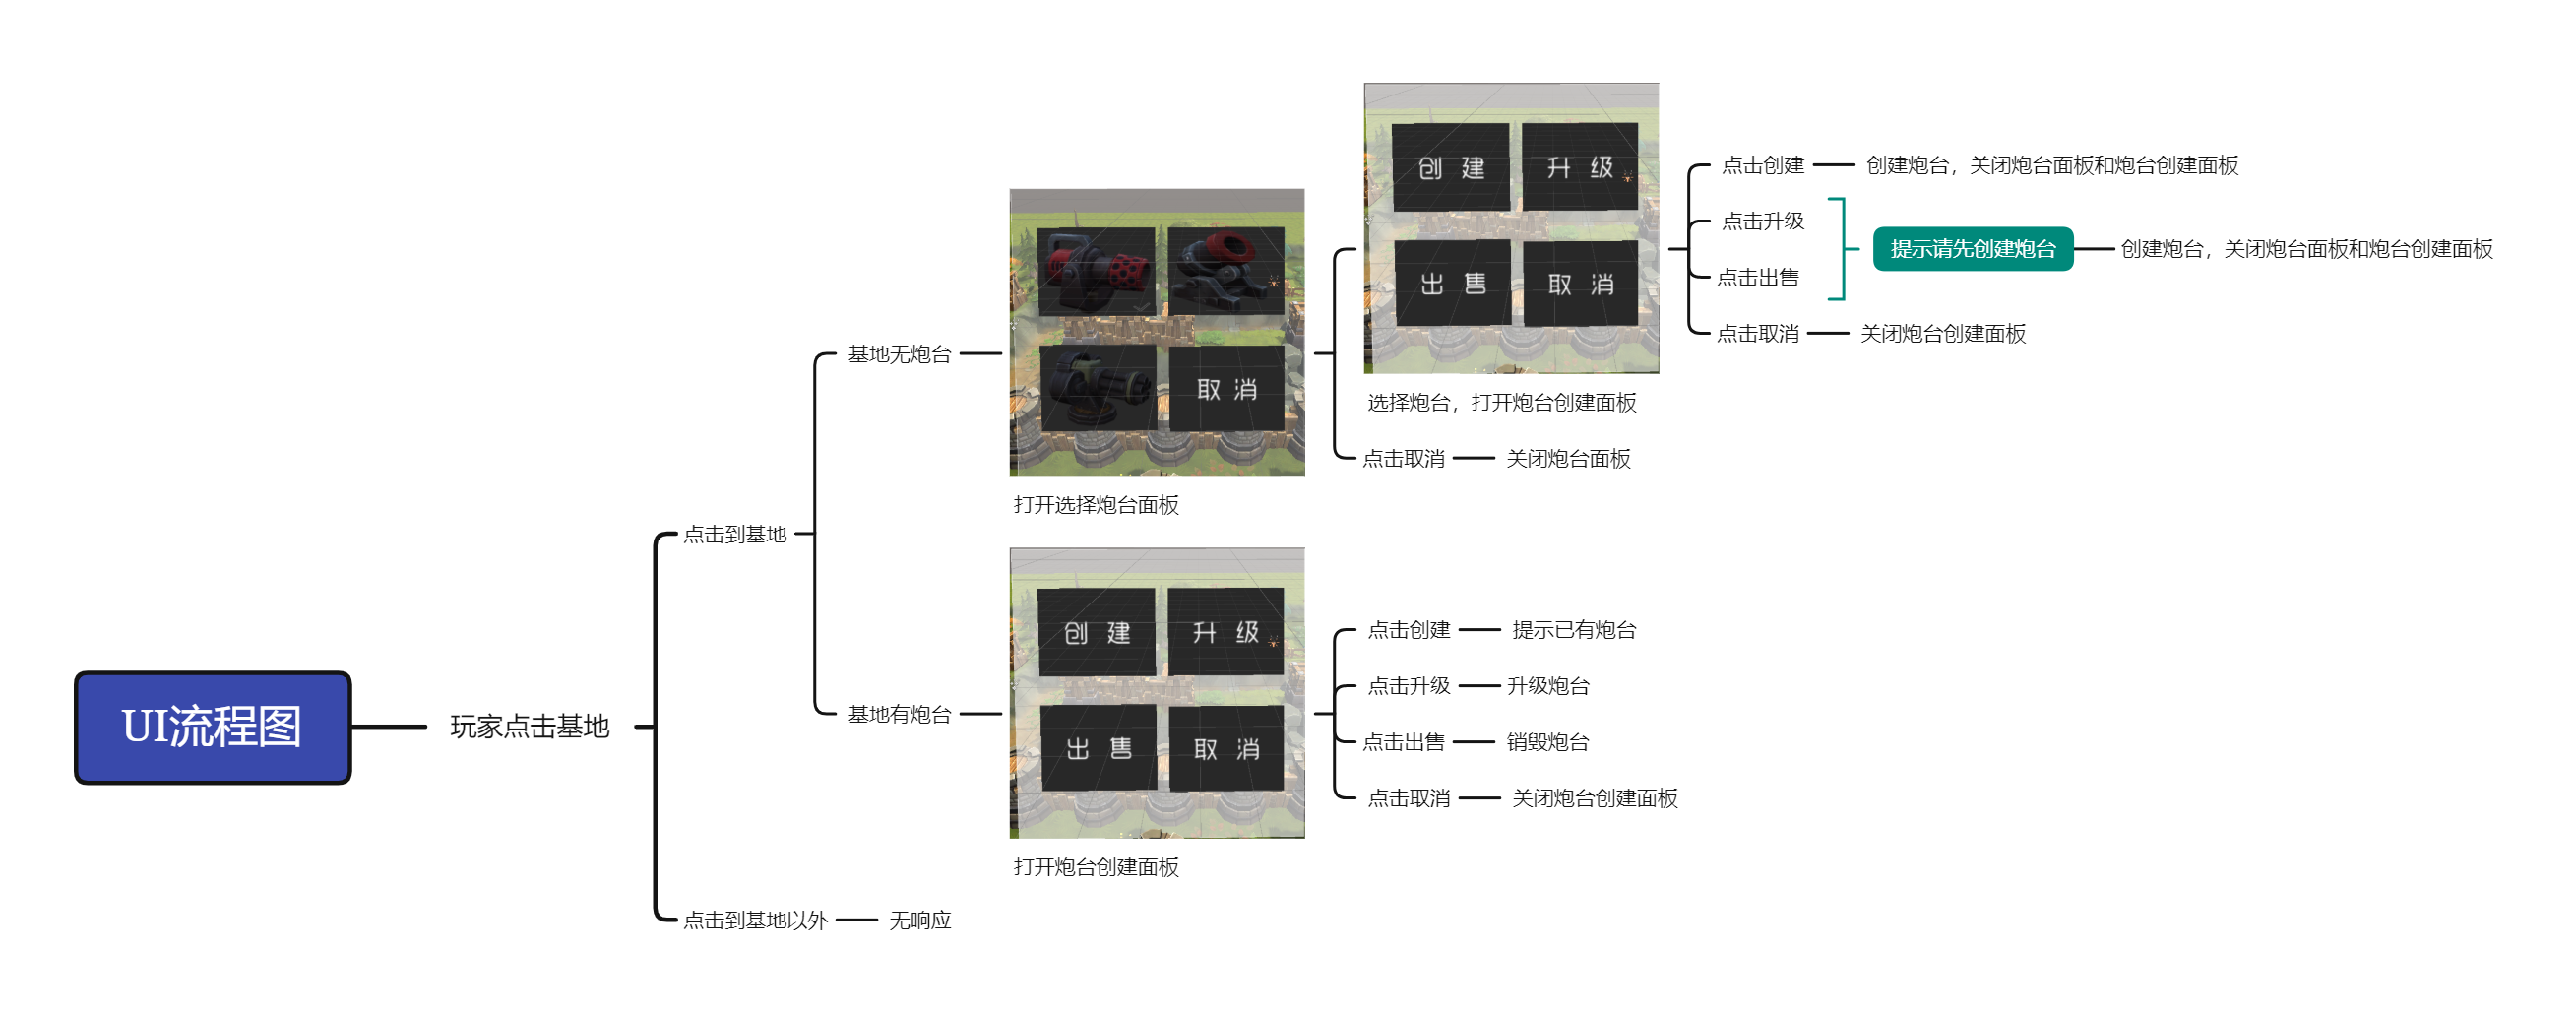 UI流程图
玩家点击基地
点击到基地
基地无炮台
取 消
打开选择炮台面板
创 建
升 级
出 售
取 消
选择炮台，打开炮台创建面板
点击创建
创建炮台，关闭炮台面板和炮台创建面板
点击升级
点击出售
提示请先创建炮台
创建炮台，关闭炮台面板和炮台创建面板
点击取消
关闭炮台创建面板
点击取消
关闭炮台面板
基地有炮台
创 建
升 级
出 售
取 消
打开炮台创建面板
点击创建
提示已有炮台
点击升级
升级炮台
点击出售
销毁炮台
点击取消
关闭炮台创建面板
点击到基地以外
无响应